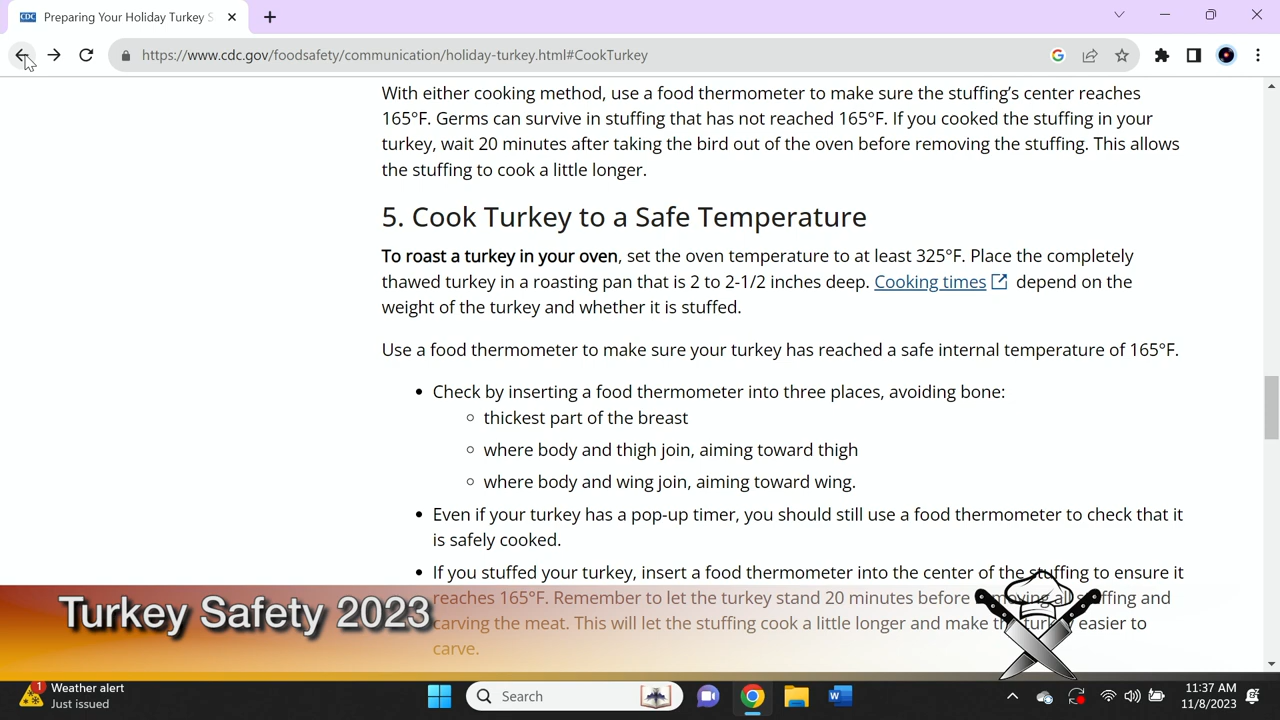 CDC
Preparing Your Holiday Turkey S
https://www.cdc.gov/foodsafety/communication/holiday-turkey.html#CookTurkey
With either cooking method, use a food thermometer to make sure the stuffing's center reaches
165°F. Germs can survive in stuffing that has not reached 165°F. If you cooked the stuffing in your
turkey, wait 20 minutes after taking the bird out of the oven before removing the stuffing. This allows
the stuffing to cook a little longer.
5. Cook Turkey to a Safe Temperature
To roast a turkey in your oven, set the oven temperature to at least 325°F. Place the completely
thawed turkey in a roasting pan that is 2 to 2-1/2 inches deep. Cooking times depend on the
weight of the turkey and whether it is stuffed.
Use a food thermometer to make sure your turkey has reached a safe internal temperature of 165°F.
Check by inserting a food thermometer into three places, avoiding bone:
thickest part of the breast
where body and thigh join, aiming toward thigh
where body and wing join, aiming toward wing.
Even if your turkey has a pop-up timer, you should still use a food thermometer to check that it
is safely cooked.
If you stuffed your turkey, insert a food thermometer into the center of the stuffing to ensure it
reaches 165°F. Remember to let the turkey stand 20 minutes before removing all stuffing and
carving the meat. This will let the stuffing cook a little longer and make the turkey easier to
carve.
Turkey Safety 2023
1
Weather alert
Just issued
Search
W
11:37 AM
11/8/2023